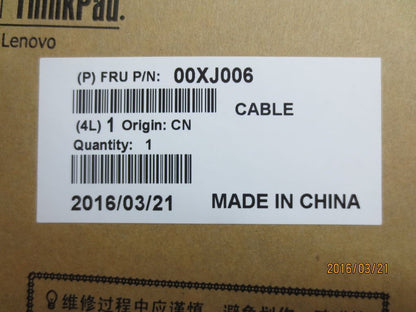 ThinkPad.
Lenovo
(P) FRU P/N: 00XJ006
CABLE
(4L) 1 Origin: CN
Quantity: 1
2016/03/21 MADE IN CHINA
2016/03/21
维修过程中应谨慎